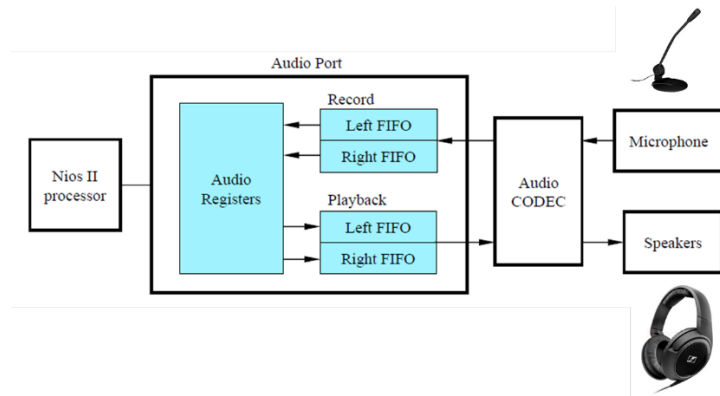 Audio Port
Record
Left FIFO
Right FIFO
Nios II
processor
Audio
Registers
Playback
Left FIFO
Right FIFO
Audio
CODEC
Microphone
Speakers